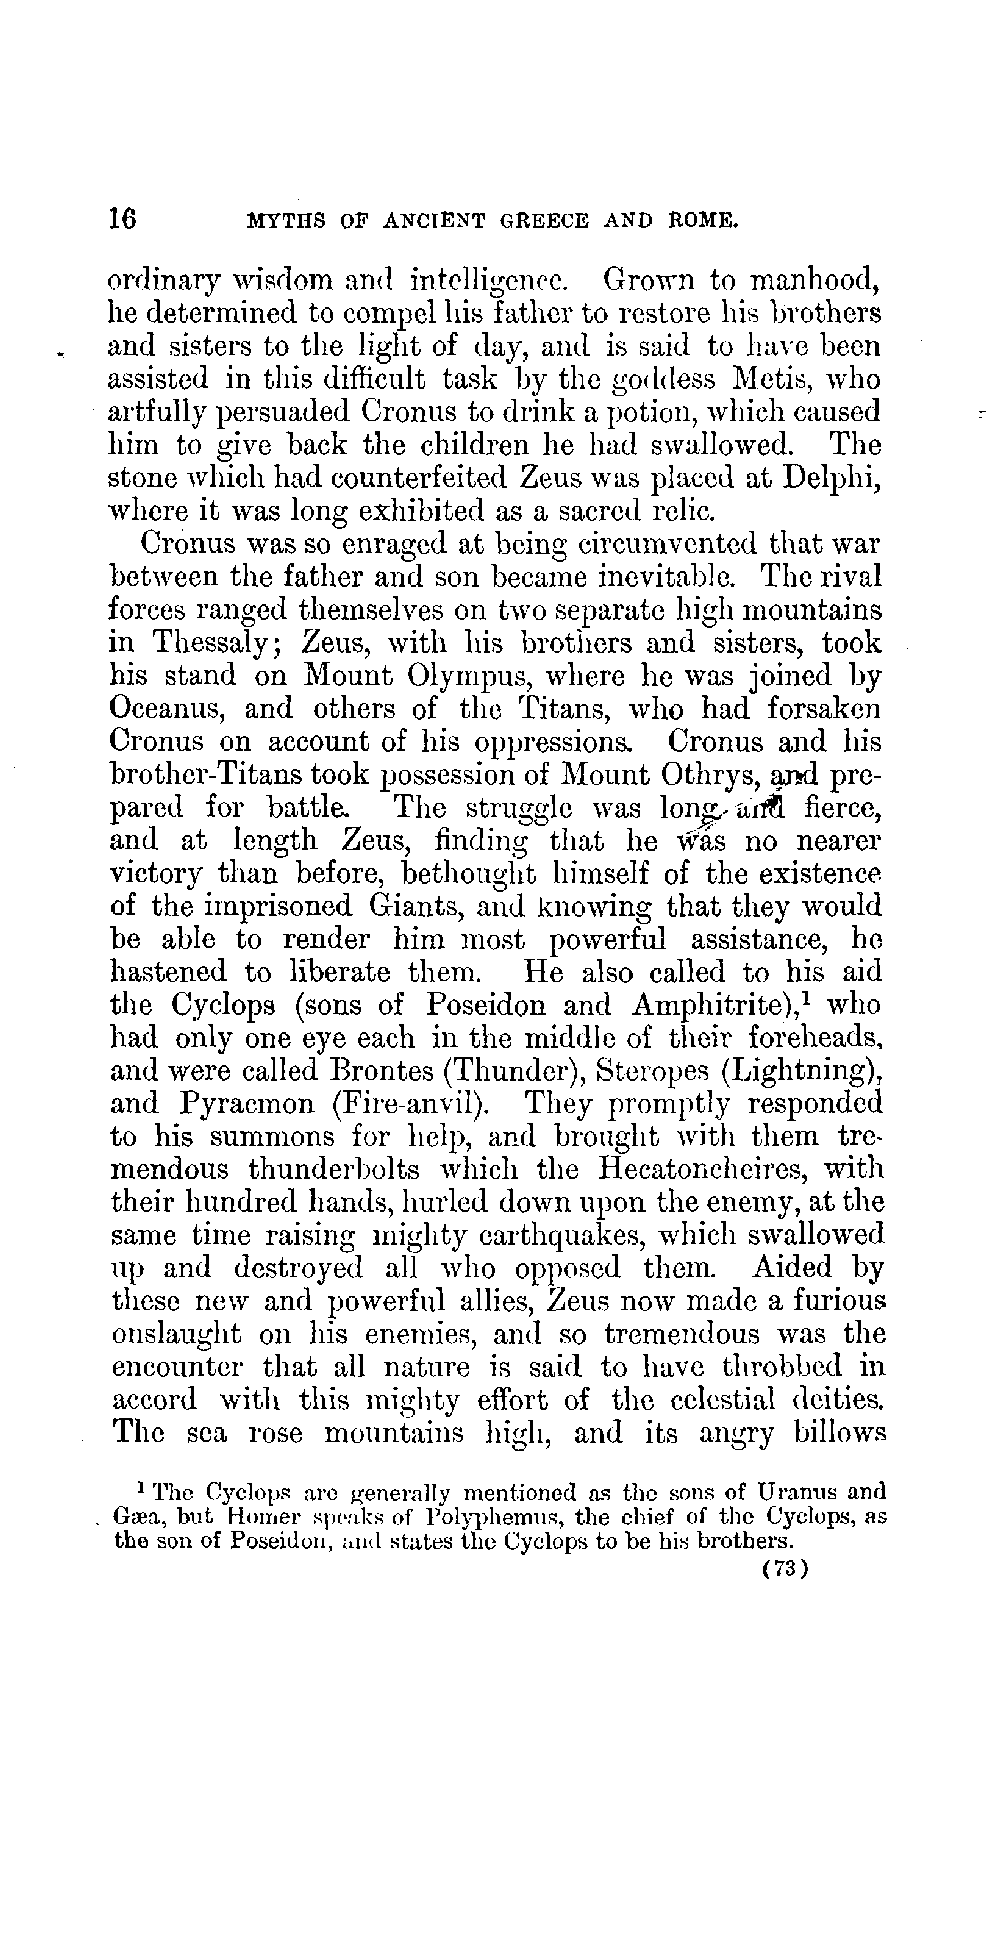 16 MYTHS OF ANCIENT GREECE AND ROME.
ordinary wisdom and intelligence. Grown to manhood,
he determined to compel his father to restore his brothers
and sisters to the light of day, and is said to have been
assisted in this difficult task by the goddess Metis, who
artfully persuaded Cronus to drink a potion, which caused
him to give back the children he had swallowed. The
stone which had counterfeited Zeus was placed at Delphi,
where it was long exhibited as a sacred relic.
Cronus was so enraged at being circumvented that war
between the father and son became inevitable. The rival
forces ranged themselves on two separate high mountains
in Thessaly; Zeus, with his brothers and sisters, took
his stand on Mount Olympus, where he was joined by
Oceanus, and others of the Titans, who had forsaken
Cronus on account of his oppressions. Cronus and his
brother-Titans took possession of Mount Othrys, and pre-
pared for battle. The struggle was long and fierce,
and at length Zeus, finding that he was no nearer
victory than before, bethought himself of the existence
of the imprisoned Giants, and knowing that they would
be able to render him most powerful assistance, he
hastened to liberate them. He also called to his aid
the Cyclops (sons of Poseidon and Amphitrite),¹ who
had only one eye each in the middle of their foreheads,
and were called Brontes (Thunder), Steropes (Lightning),
and Pyracmon (Fire-anvil). They promptly responded
to his summons for help, and brought with them tre-
mendous thunderbolts which the Hecatoncheires, with
their hundred hands, hurled down upon the enemy, at the
same time raising mighty earthquakes, which swallowed
up and destroyed all who opposed them. Aided by
these new and powerful allies, Zeus now made a furious
onslaught on his enemies, and so tremendous was the
encounter that all nature is said to have throbbed in
accord with this mighty effort of the celestial deities.
The sea rose mountains high, and its angry billows
¹ The Cyclops are generally mentioned as the sons of Uranus and
Gæa, but Homer speaks of Polyphemus, the chief of the Cyclops, as
the son of Poseidon, and states the Cyclops to be his brothers.
(73)